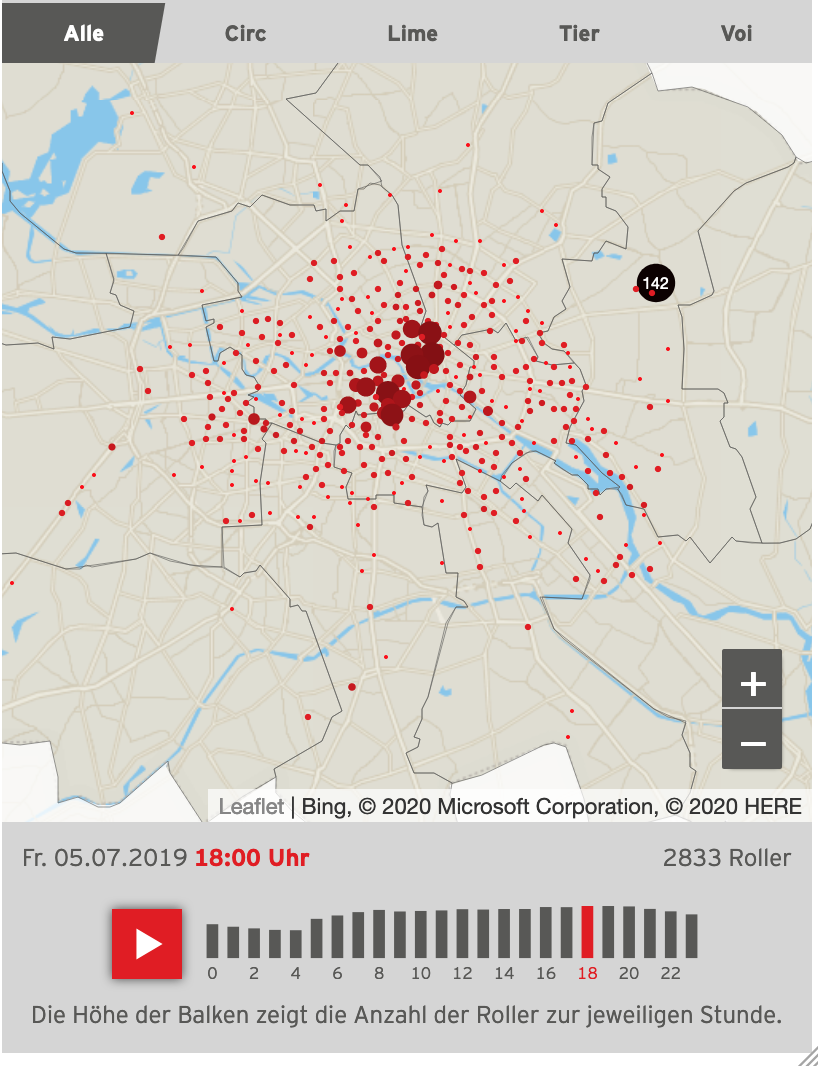 Alle Circ Lime Tier Voi
142
+
−
Leaflet | Bing, © 2020 Microsoft Corporation, © 2020 HERE
Fr. 05.07.2019 18:00 Uhr 2833 Roller
0 2 4 6 8 10 12 14 16 18 20 22
Die Höhe der Balken zeigt die Anzahl der Roller zur jeweiligen Stunde.